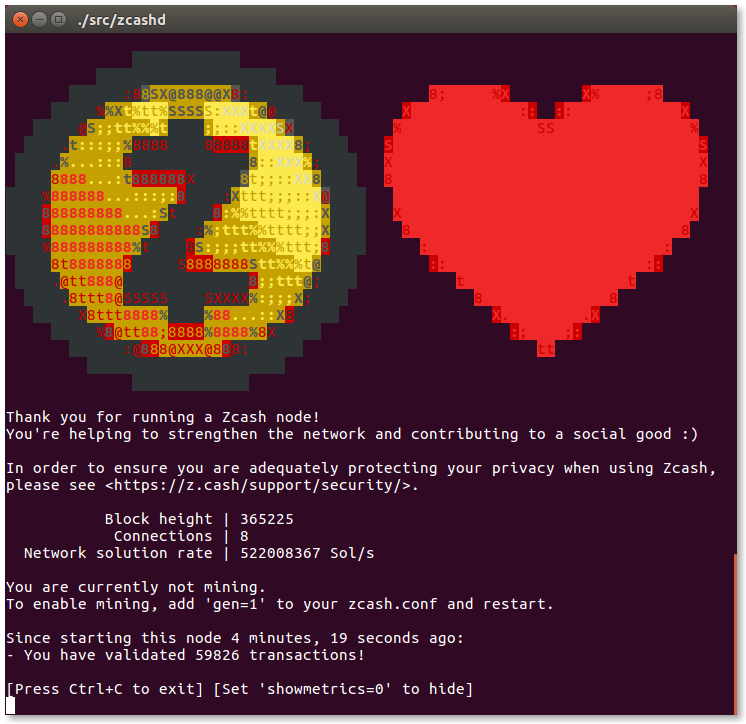 ./src/zcashd
Thank you for running a Zcash node!
You're helping to strengthen the network and contributing to a social good :)
In order to ensure you are adequately protecting your privacy when using Zcash,
please see <https://z.cash/support/security/>.
Block height | 365225
Connections | 8
Network solution rate | 522008367 Sol/s
You are currently not mining.
To enable mining, add 'gen=1' to your zcash.conf and restart.
Since starting this node 4 minutes, 19 seconds ago:
- You have validated 59826 transactions!
[Press Ctrl+C to exit] [Set 'showmetrics=0' to hide]